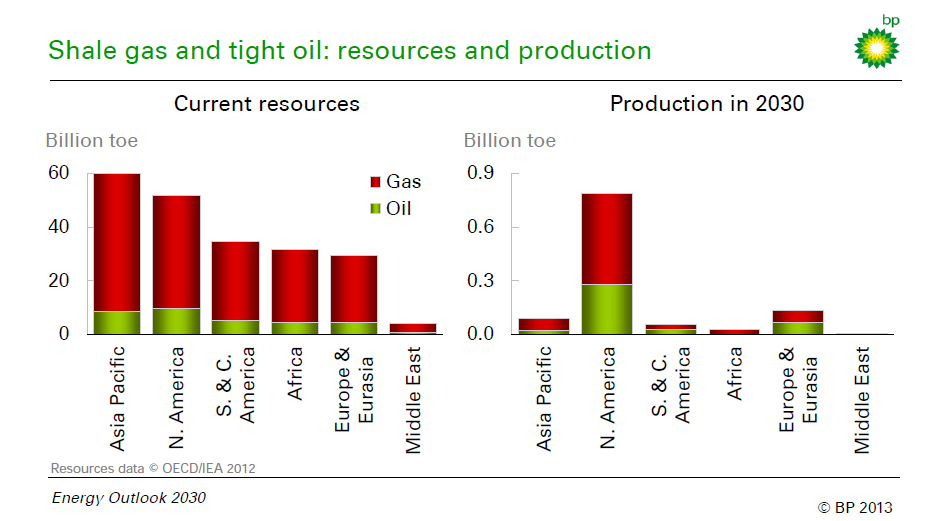 bp
Shale gas and tight oil: resources and production
Current resources
Production in 2030
Billion toe
Billion toe
60
40
20
0
Gas
Oil
0.9
0.6
0.3
0.0
Asia Pacific
N. America
S. & C.
America
Africa
Europe &
Eurasia
Middle East
Asia Pacific
N. America
S. & C.
America
Africa
Europe &
Eurasia
Middle East
Resources data © OECD/IEA 2012
Energy Outlook 2030
© BP 2013